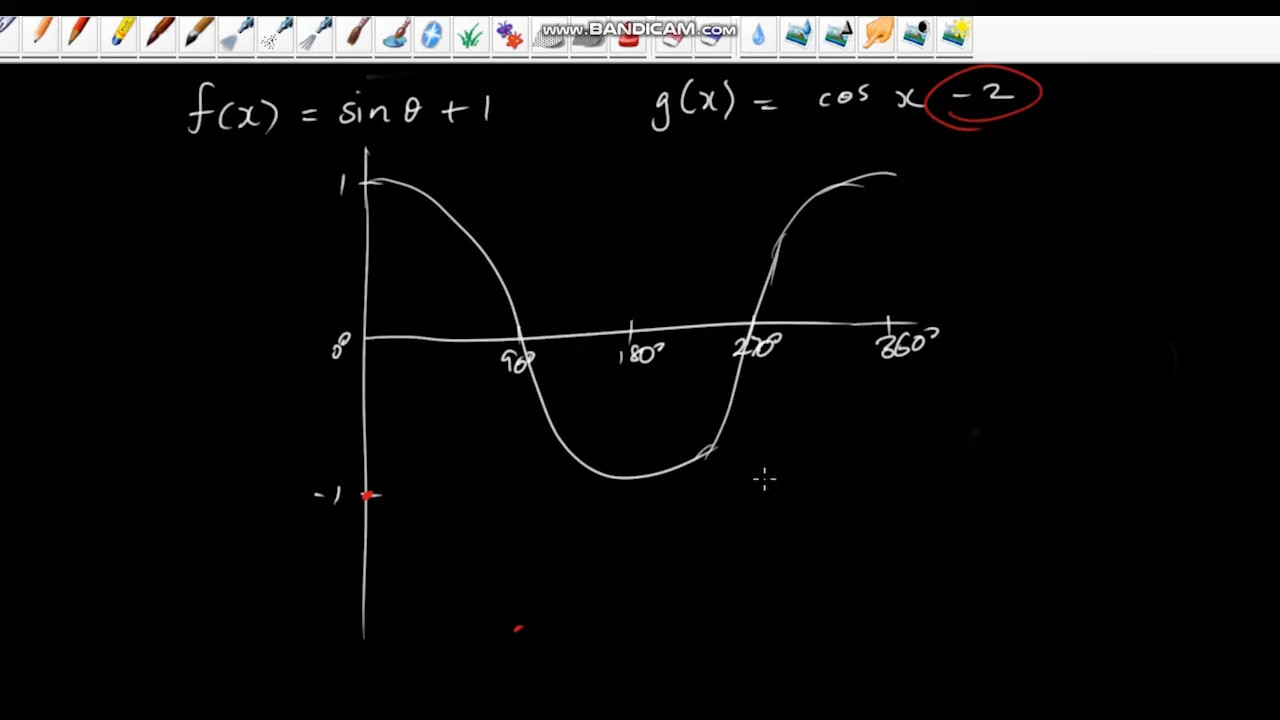 www.BANDICAM.com
f(x) = sin θ + 1
g(x) = cos x - 2
1
0°
90°
180°
270°
360°
-1